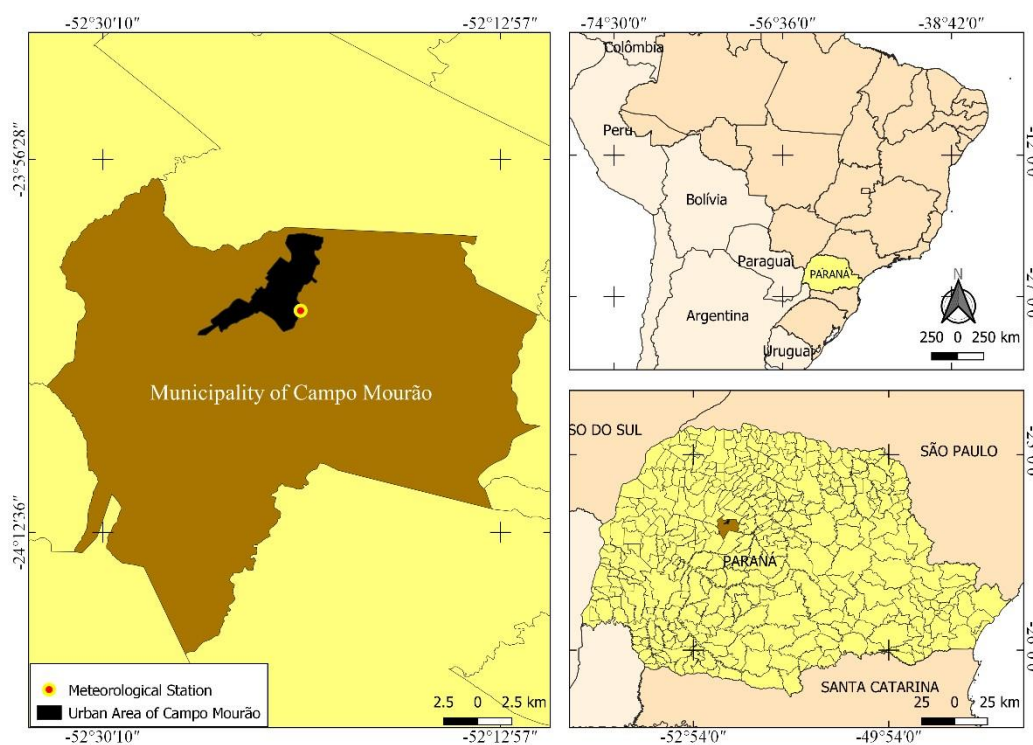 -52°30′10″
-52°12′57″
-23°56′28″
-24°12′36″
Municipality of Campo Mourão
Meteorological Station
Urban Area of Campo Mourão
2.5 0 2.5 km
-52°30′10″
-52°12′57″
-74°30′0″
-56°36′0″
-38°42′0″
Colômbia
Peru
Bolívia
Paraguai
PARANÁ
Argentina
Uruguai
N
250 0 250 km
SO DO SUL
SÃO PAULO
PARANÁ
SANTA CATARINA
25 0 25 km
-52°54′0″
-49°54′0″